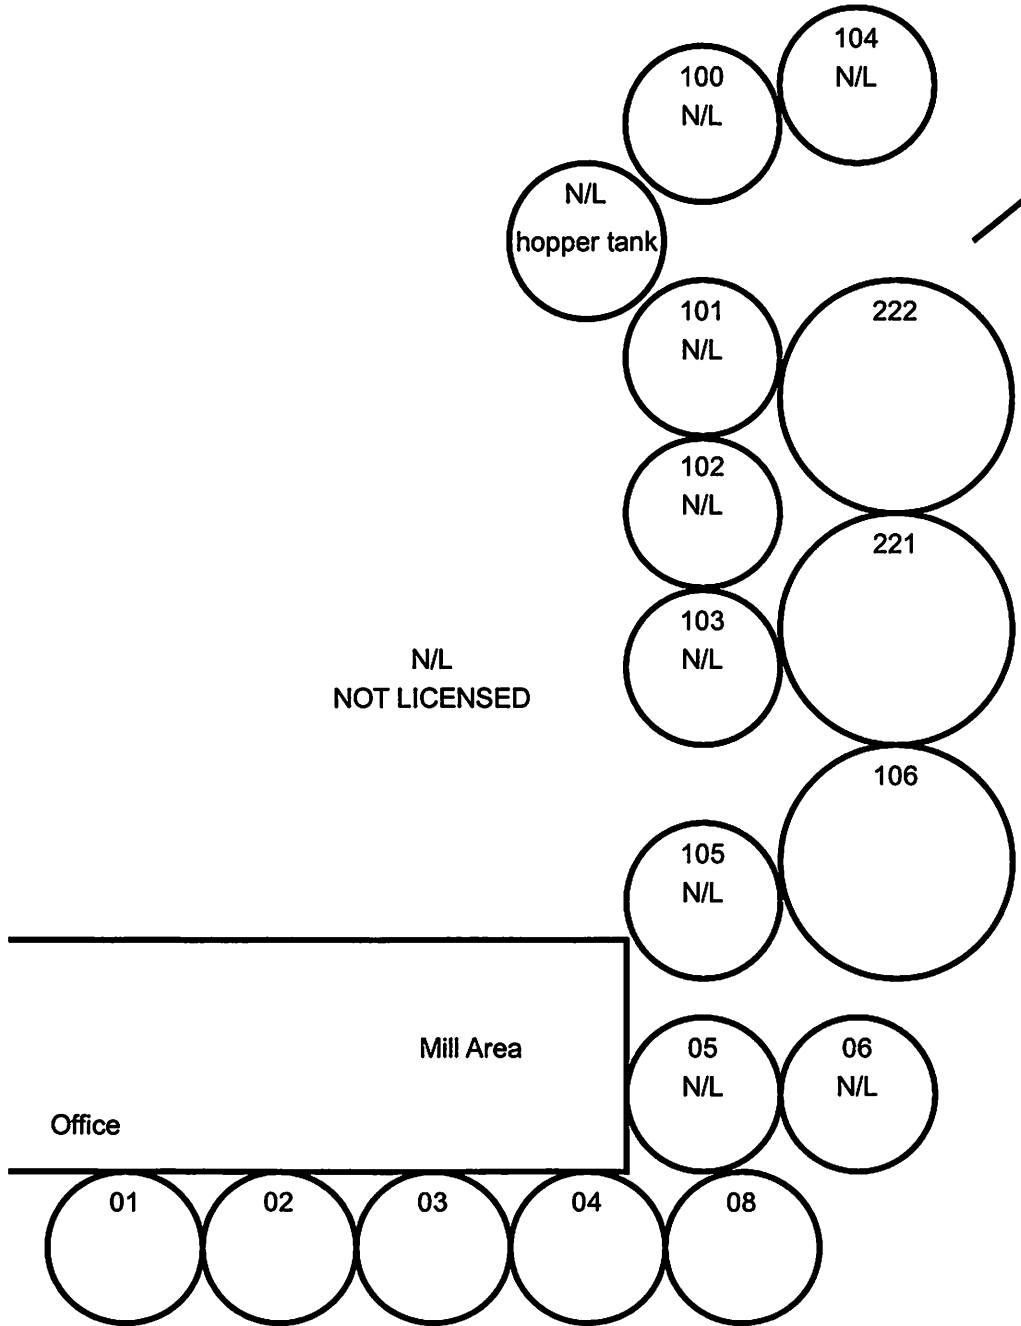 104
N/L
100
N/L
N/L
hopper tank
101
N/L
222
102
N/L
221
103
N/L
N/L
NOT LICENSED
106
105
N/L
Mill Area
05
N/L
06
N/L
Office
01
02
03
04
08